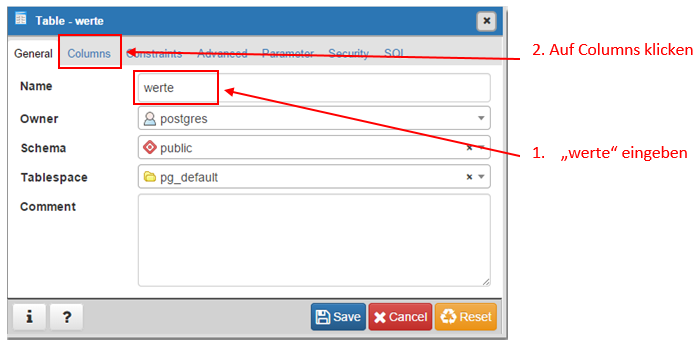 Table - werte
General Columns Constraints Advanced Parameter Security SQL
2. Auf Columns klicken
Name werte
Owner postgres
Schema public
1. „werte“ eingeben
Tablespace pg_default
Comment
i ? Save Cancel Reset